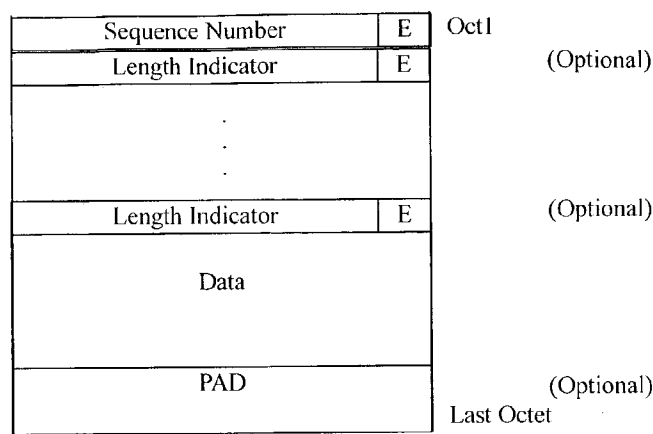 Sequence Number E Oct1
Length Indicator E (Optional)
.
.
.
Length Indicator E (Optional)
Data
PAD (Optional)
Last Octet